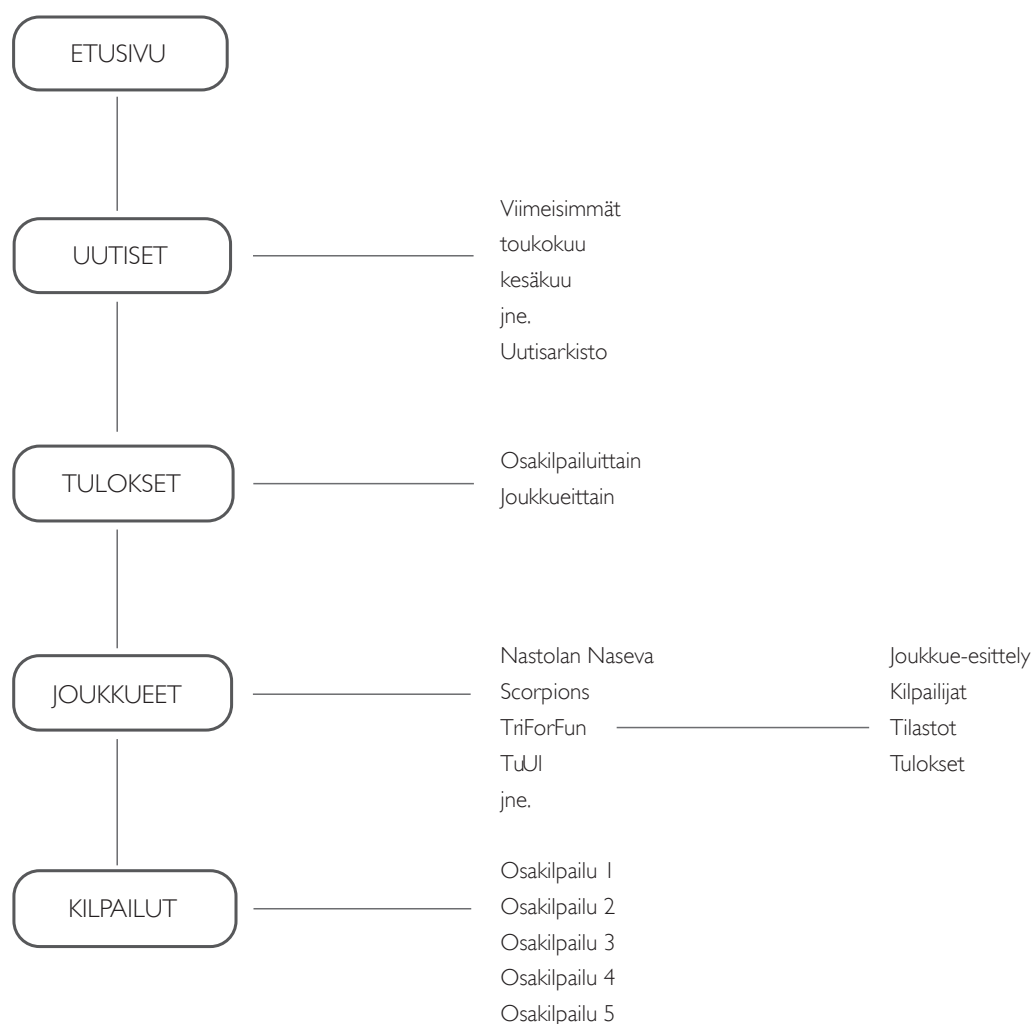 ETUSIVU
UUTISET
Viimeisimmät
toukokuu
kesäkuu
jne.
Uutisarkisto
TULOKSET
Osakilpailuittain
Joukkueittain
JOUKKUEET
Nastolan Naseva
Scorpions
TriForFun
TuUl
jne.
Joukkue-esittely
Kilpailijat
Tilastot
Tulokset
KILPAILUT
Osakilpailu 1
Osakilpailu 2
Osakilpailu 3
Osakilpailu 4
Osakilpailu 5